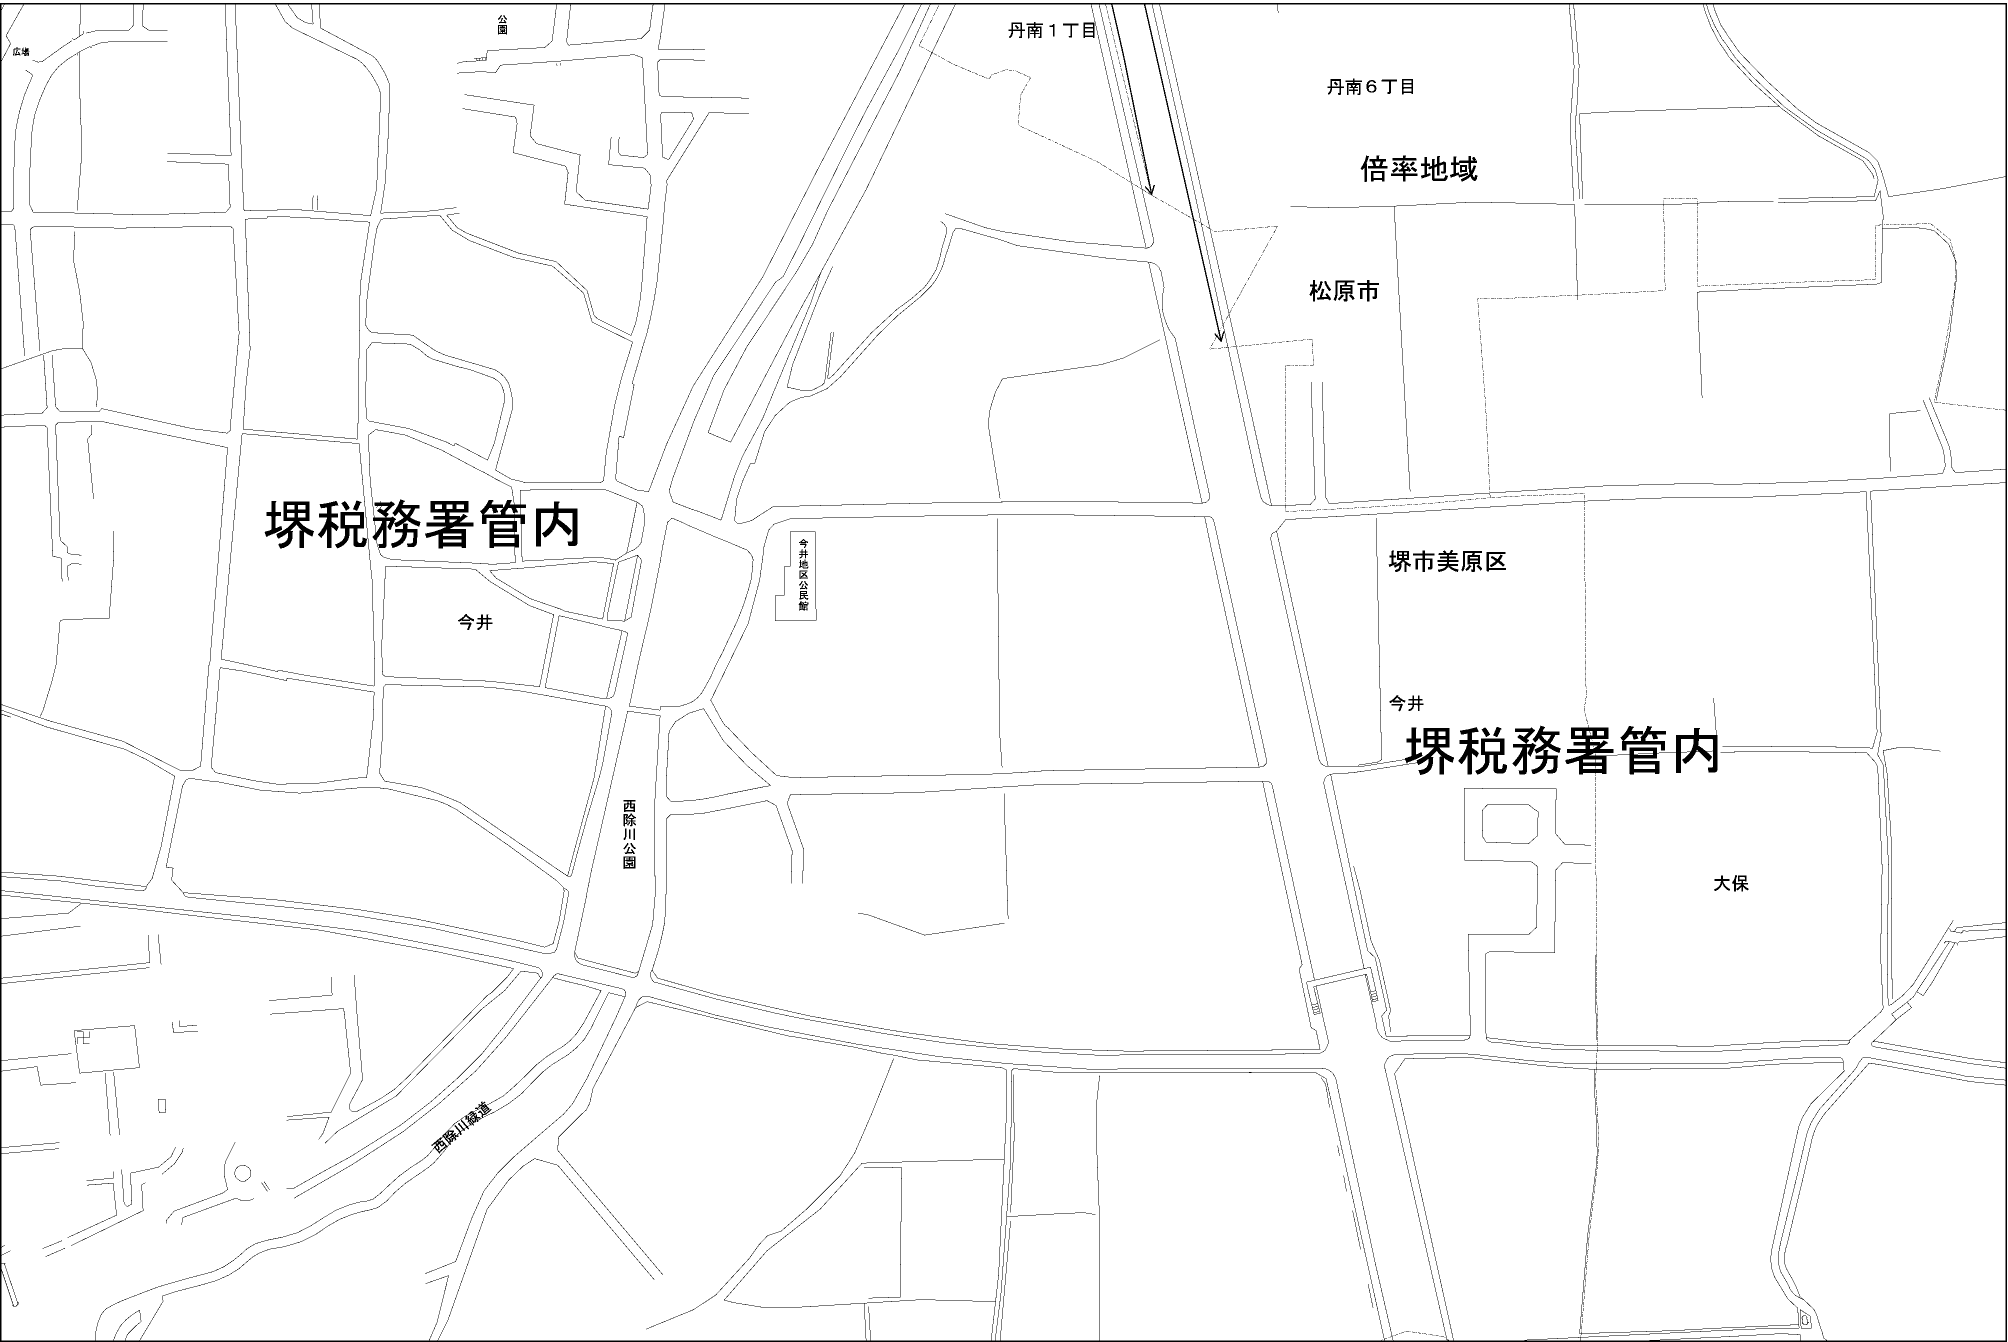 公園
丹南１丁目
広場
丹南６丁目
倍率地域
松原市
堺税務署管内
今井地区公民館
堺市美原区
今井
今井
堺税務署管内
西除川公園
大保
西除川緑道